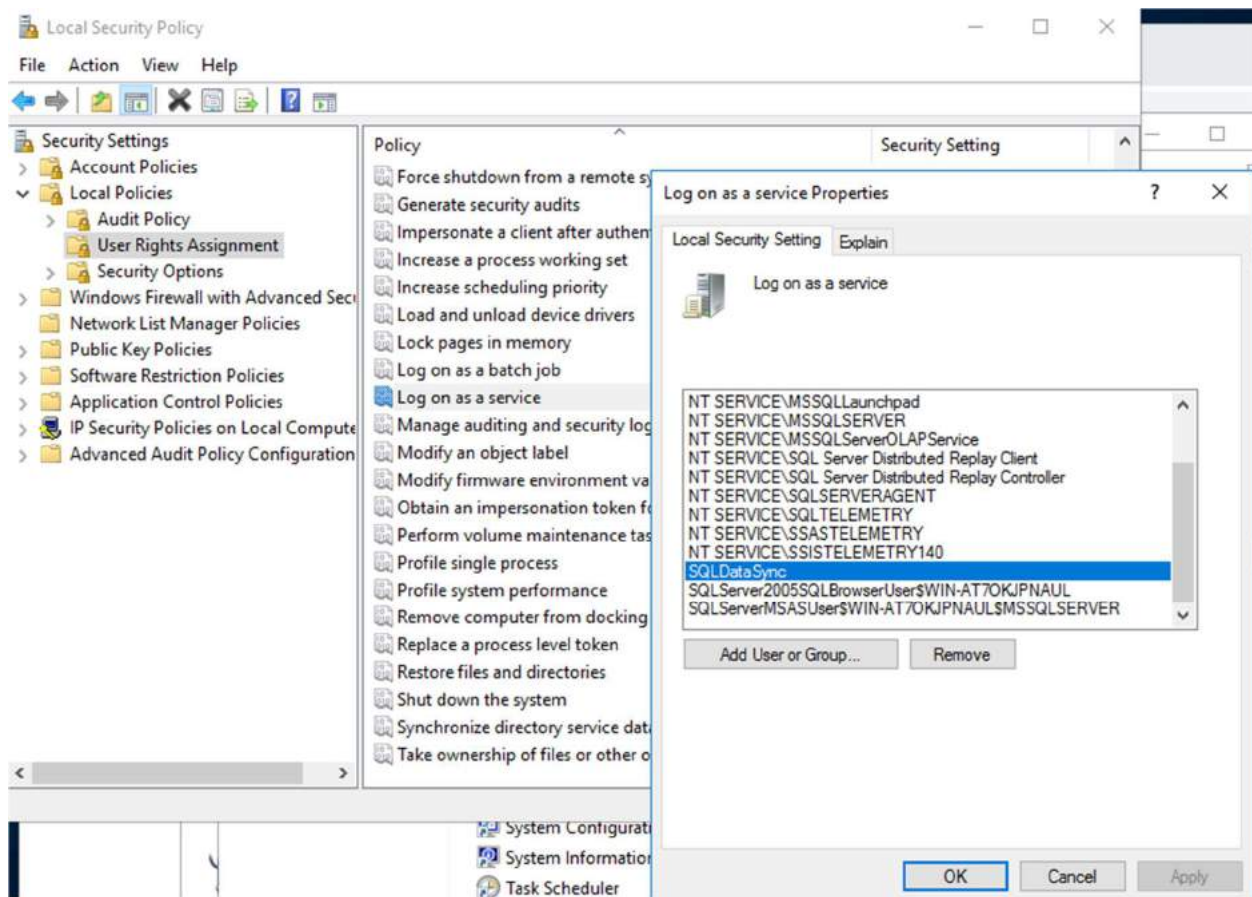 Local Security Policy
File Action View Help
Security Settings
Account Policies
Local Policies
Audit Policy
User Rights Assignment
Security Options
Windows Firewall with Advanced Secu
Network List Manager Policies
Public Key Policies
Software Restriction Policies
Application Control Policies
IP Security Policies on Local Compute
Advanced Audit Policy Configuration
Policy Security Setting
Force shutdown from a remote sy
Generate security audits
Impersonate a client after authen
Increase a process working set
Increase scheduling priority
Load and unload device drivers
Lock pages in memory
Log on as a batch job
Log on as a service
Manage auditing and security log
Modify an object label
Modify firmware environment va
Obtain an impersonation token fo
Perform volume maintenance tas
Profile single process
Profile system performance
Remove computer from docking
Replace a process level token
Restore files and directories
Shut down the system
Synchronize directory service data
Take ownership of files or other o
Log on as a service Properties
Local Security Setting Explain
Log on as a service
NT SERVICE\MSSQLLaunchpad
NT SERVICE\MSSQLSERVER
NT SERVICE\MSSQLServerOLAPService
NT SERVICE\SQL Server Distributed Replay Client
NT SERVICE\SQL Server Distributed Replay Controller
NT SERVICE\SQLSERVERAGENT
NT SERVICE\SQLTELEMETRY
NT SERVICE\SSASTELEMETRY
NT SERVICE\SSISTELEMETRY140
SQLDataSync
SQLServer2005SQLBrowserUser$WIN-AT7OKJPNAUL
SQLServerMSASUser$WIN-AT7OKJPNAUL$MSSQLSERVER
Add User or Group... Remove
OK Cancel Apply
System Configurati
System Information
Task Scheduler